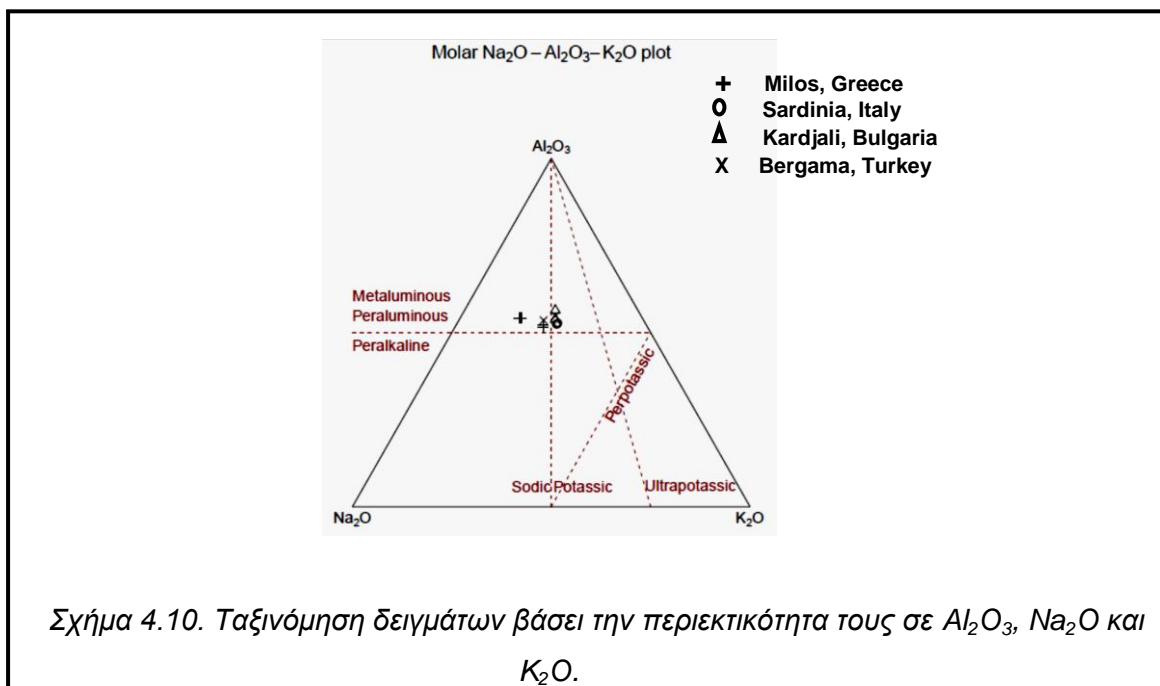 Molar Na₂O – Al₂O₃– K₂O plot
+ Milos, Greece
O Sardinia, Italy
Δ Kardjali, Bulgaria
X Bergama, Turkey
Al₂O₃
Metaluminous
Peraluminous
Peralkaline
Perpotassic
Sodic Potassic Ultrapotassic
Na₂O K₂O
Σχήμα 4.10. Ταξινόμηση δειγμάτων βάσει την περιεκτικότητα τους σε Al₂O₃, Na₂O και
K₂O.